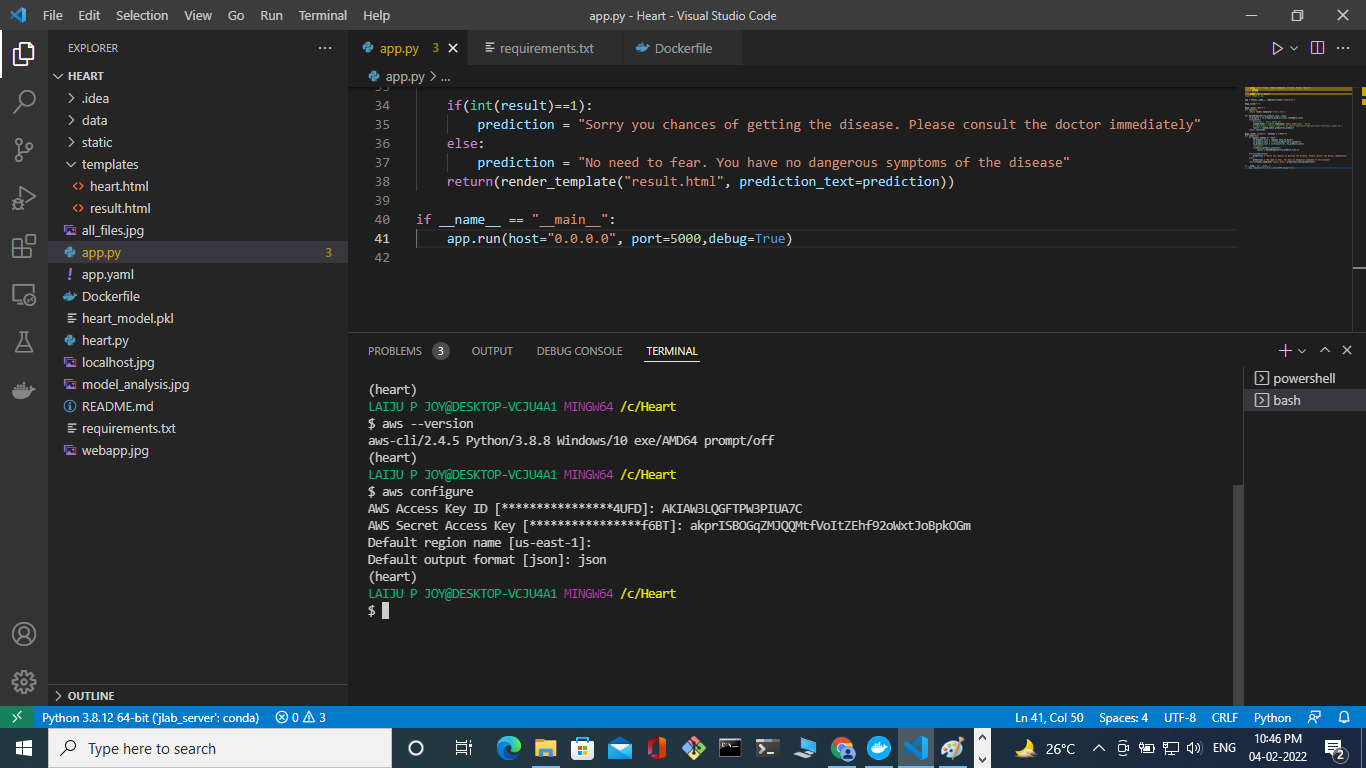 File Edit Selection View Go Run Terminal Help
app.py - Heart - Visual Studio Code
EXPLORER
HEART
.idea
data
static
templates
heart.html
result.html
all_files.jpg
app.py 3
app.yaml
Dockerfile
heart_model.pkl
heart.py
localhost.jpg
model_analysis.jpg
README.md
requirements.txt
webapp.jpg
OUTLINE
app.py 3 requirements.txt Dockerfile
app.py > ...
34 if(int(result)==1):
35 prediction = "Sorry you chances of getting the disease. Please consult the doctor immediately"
36 else:
37 prediction = "No need to fear. You have no dangerous symptoms of the disease"
38 return(render_template("result.html", prediction_text=prediction))
39
40 if __name__ == "__main__":
41 app.run(host="0.0.0.0", port=5000,debug=True)
42
PROBLEMS 3 OUTPUT DEBUG CONSOLE TERMINAL
powershell
bash
(heart)
LAIJU P JOY@DESKTOP-VCJU4A1 MINGW64 /c/Heart
$ aws --version
aws-cli/2.4.5 Python/3.8.8 Windows/10 exe/AMD64 prompt/off
(heart)
LAIJU P JOY@DESKTOP-VCJU4A1 MINGW64 /c/Heart
$ aws configure
AWS Access Key ID [****************4UFD]: AKIAW3LQGFTPW3PIUA7C
AWS Secret Access Key [****************f6BT]: 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
Default region name [us-east-1]:
Default output format [json]: json
(heart)
LAIJU P JOY@DESKTOP-VCJU4A1 MINGW64 /c/Heart
$
Python 3.8.12 64-bit ('jlab_server': conda) 0 3
Ln 41, Col 50 Spaces: 4 UTF-8 CRLF Python
Type here to search
26°C ENG 10:46 PM
04-02-2022 2